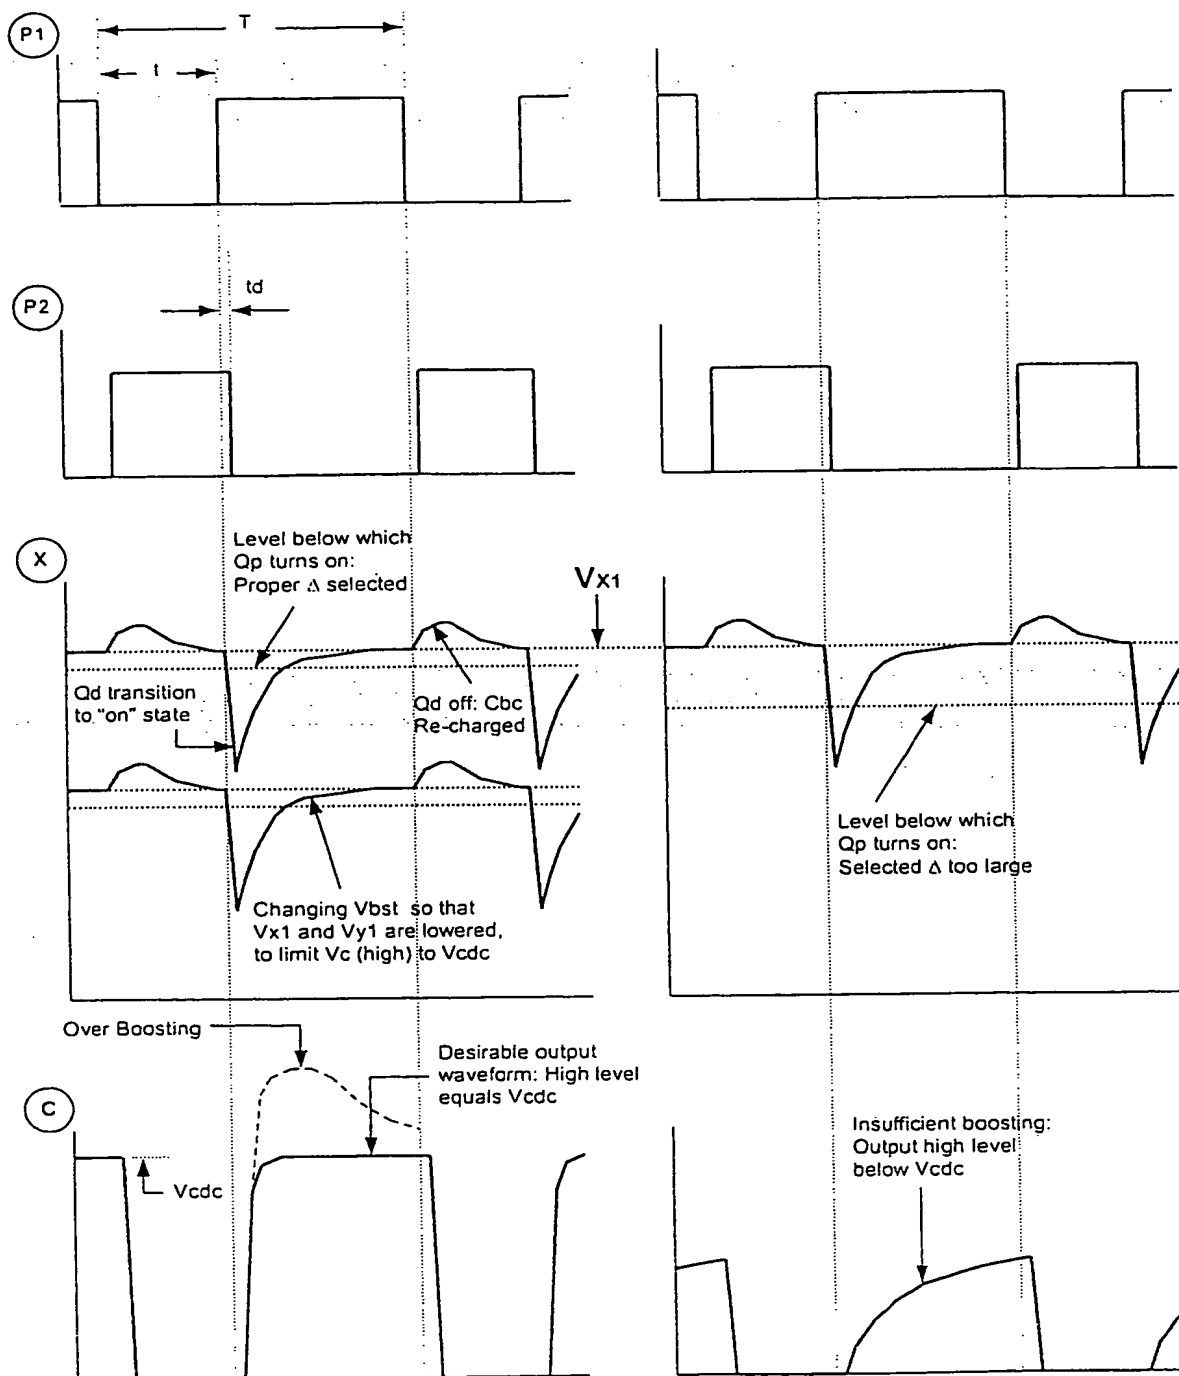 P1
T
t
P2
td
X
Level below which
Qp turns on:
Proper Δ selected
Vx1
Qd transition
to "on" state
Qd off: Cbc
Re-charged
Level below which
Qp turns on:
Selected Δ too large
Changing Vbst so that
Vx1 and Vy1 are lowered,
to limit Vc (high) to Vcdc
Over Boosting
Desirable output
waveform: High level
equals Vcdc
C
Vcdc
Insufficient boosting:
Output high level
below Vcdc